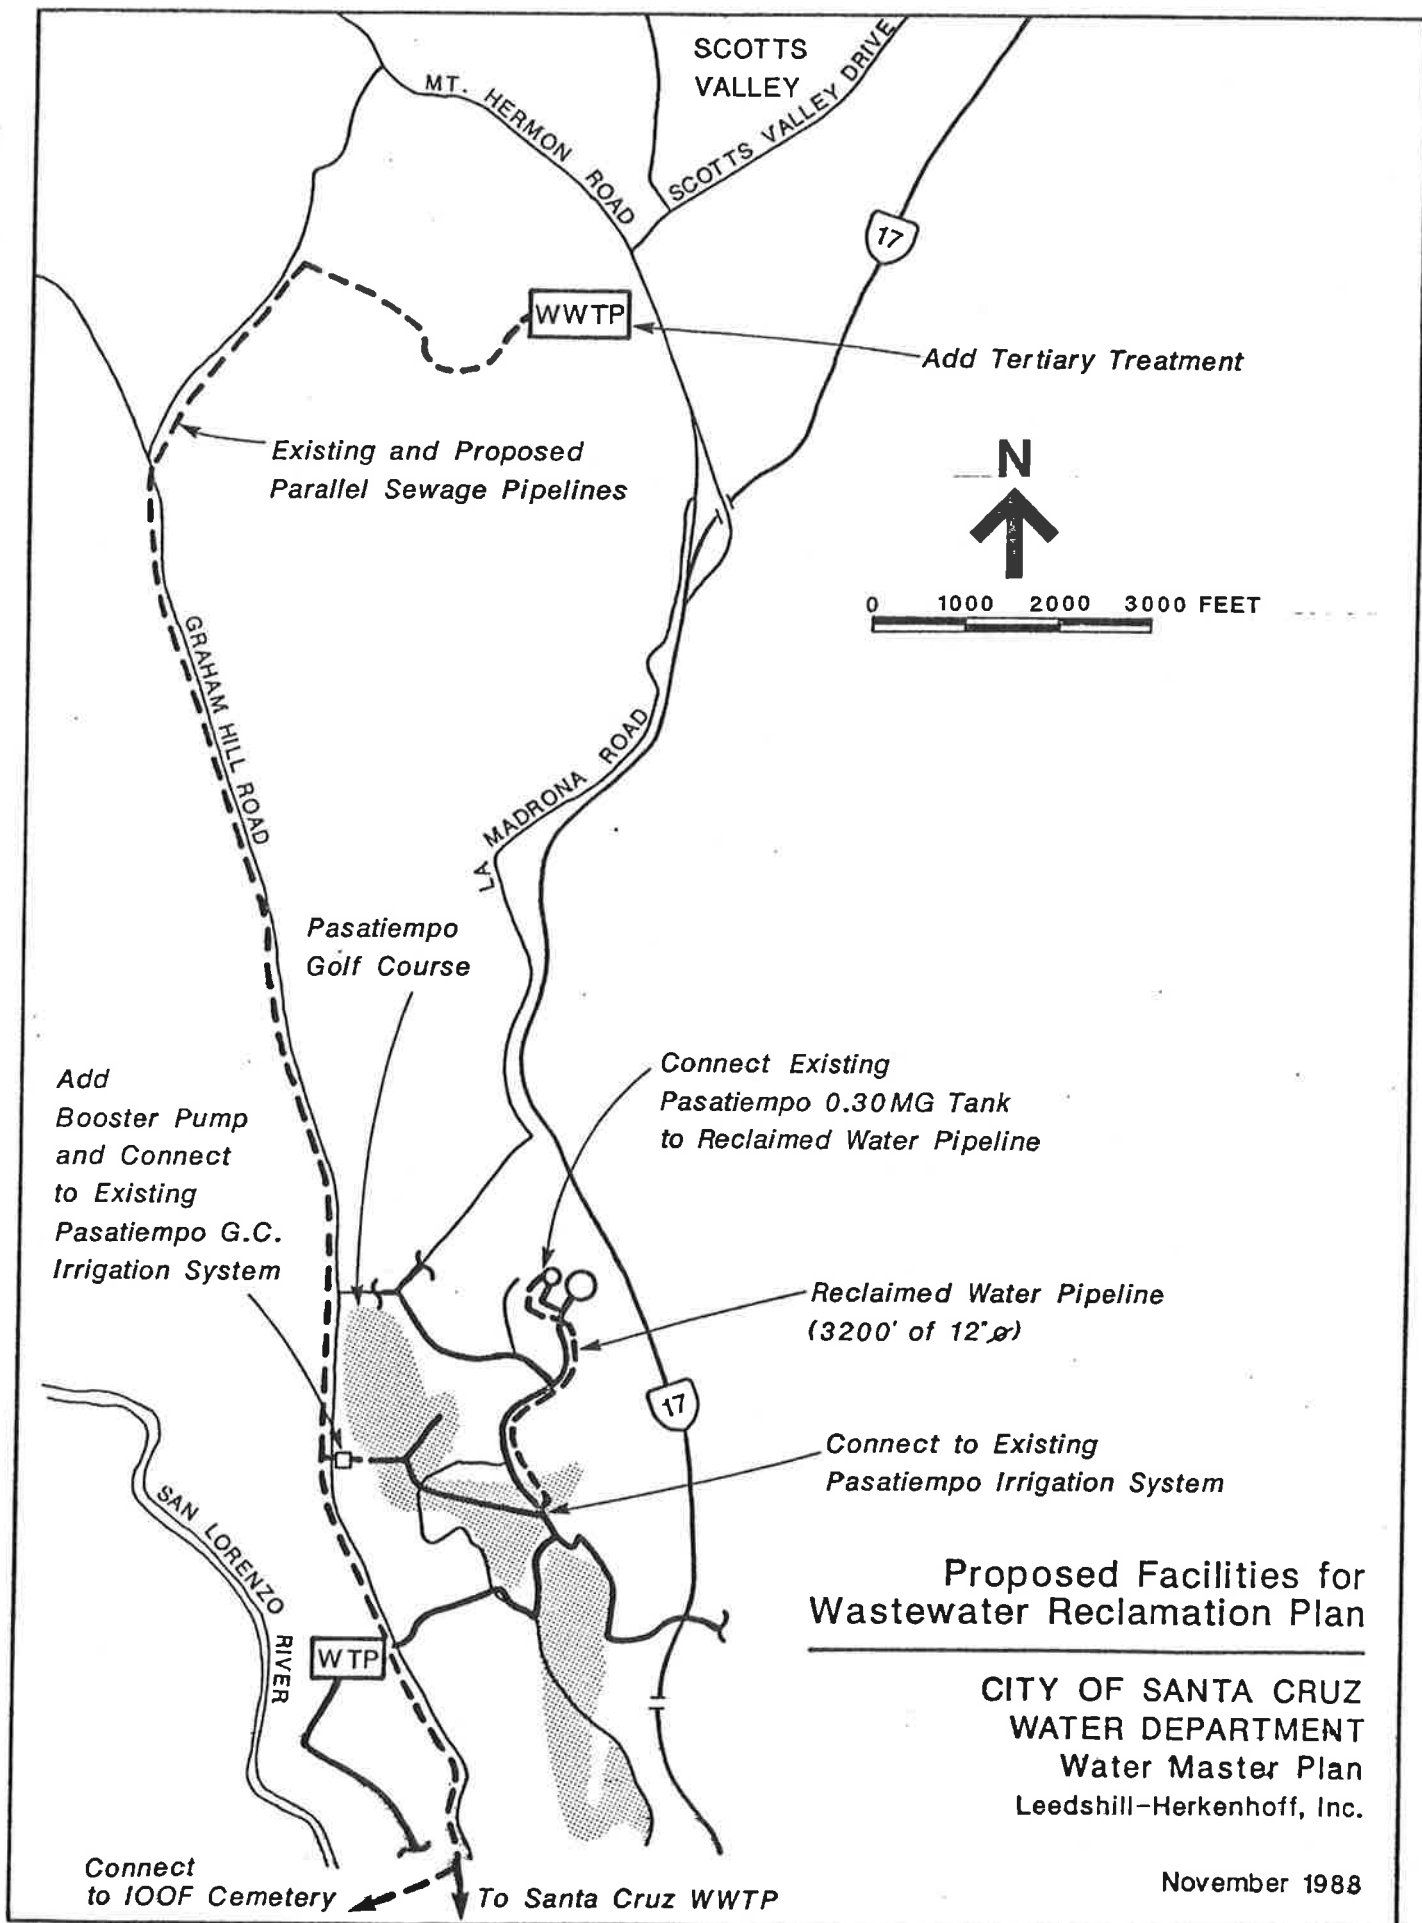 SCOTTS
VALLEY
MT. HERMON ROAD
SCOTTS VALLEY DRIVE
17
WWTP
Add Tertiary Treatment
Existing and Proposed
Parallel Sewage Pipelines
N
0 1000 2000 3000 FEET
GRAHAM HILL ROAD
LA MADRONA ROAD
Pasatiempo
Golf Course
Connect Existing
Pasatiempo 0.30MG Tank
to Reclaimed Water Pipeline
Add
Booster Pump
and Connect
to Existing
Pasatiempo G.C.
Irrigation System
Reclaimed Water Pipeline
(3200' of 12"ø)
17
Connect to Existing
Pasatiempo Irrigation System
SAN LORENZO RIVER
WTP
Proposed Facilities for
Wastewater Reclamation Plan
CITY OF SANTA CRUZ
WATER DEPARTMENT
Water Master Plan
Leedshill-Herkenhoff, Inc.
November 1988
Connect
to IOOF Cemetery
To Santa Cruz WWTP